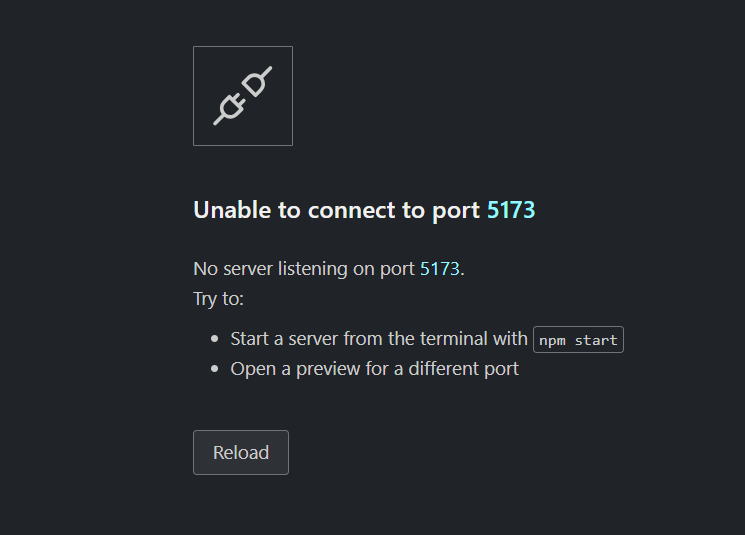 Unable to connect to port 5173
No server listening on port 5173.
Try to:
Start a server from the terminal with npm start
Open a preview for a different port
Reload